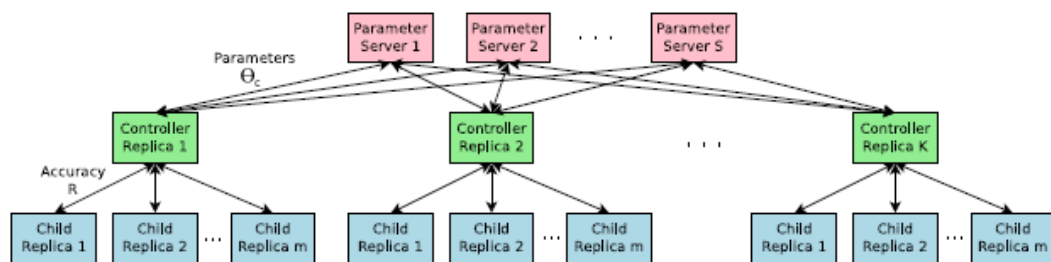 Parameter
Server 1
Parameter
Server 2
. . .
Parameter
Server S
Parameters
θc
Controller
Replica 1
Controller
Replica 2
. . .
Controller
Replica K
Accuracy
R
Child
Replica 1
Child
Replica 2
...
Child
Replica m
Child
Replica 1
Child
Replica 2
...
Child
Replica m
Child
Replica 1
Child
Replica 2
...
Child
Replica m